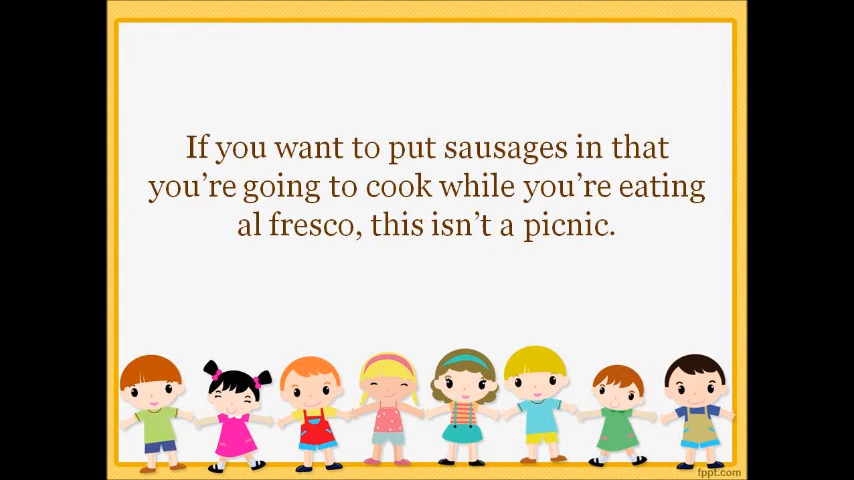 If you want to put sausages in that
you’re going to cook while you’re eating
al fresco, this isn’t a picnic.
fppt.com